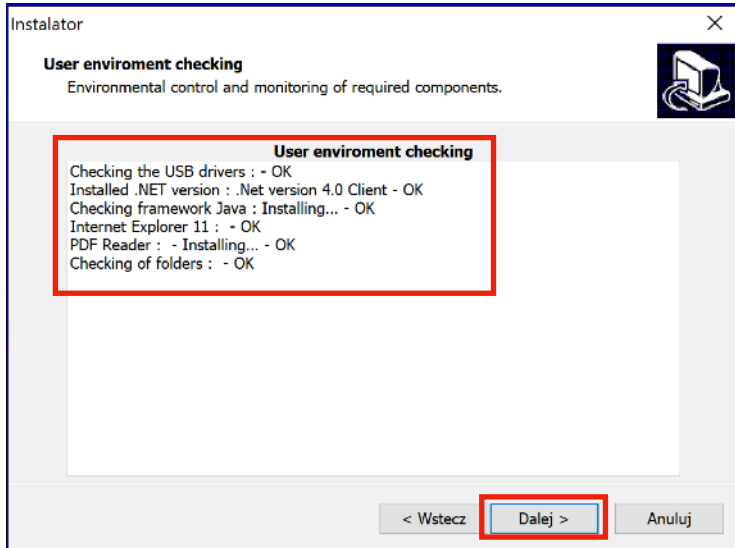 Instalator
User enviroment checking
Environmental control and monitoring of required components.
User enviroment checking
Checking the USB drivers : - OK
Installed .NET version : .Net version 4.0 Client - OK
Checking framework Java : Installing... - OK
Internet Explorer 11 :  - OK
PDF Reader :  - Installing... - OK
Checking of folders :  - OK
< Wstecz
Dalej >
Anuluj